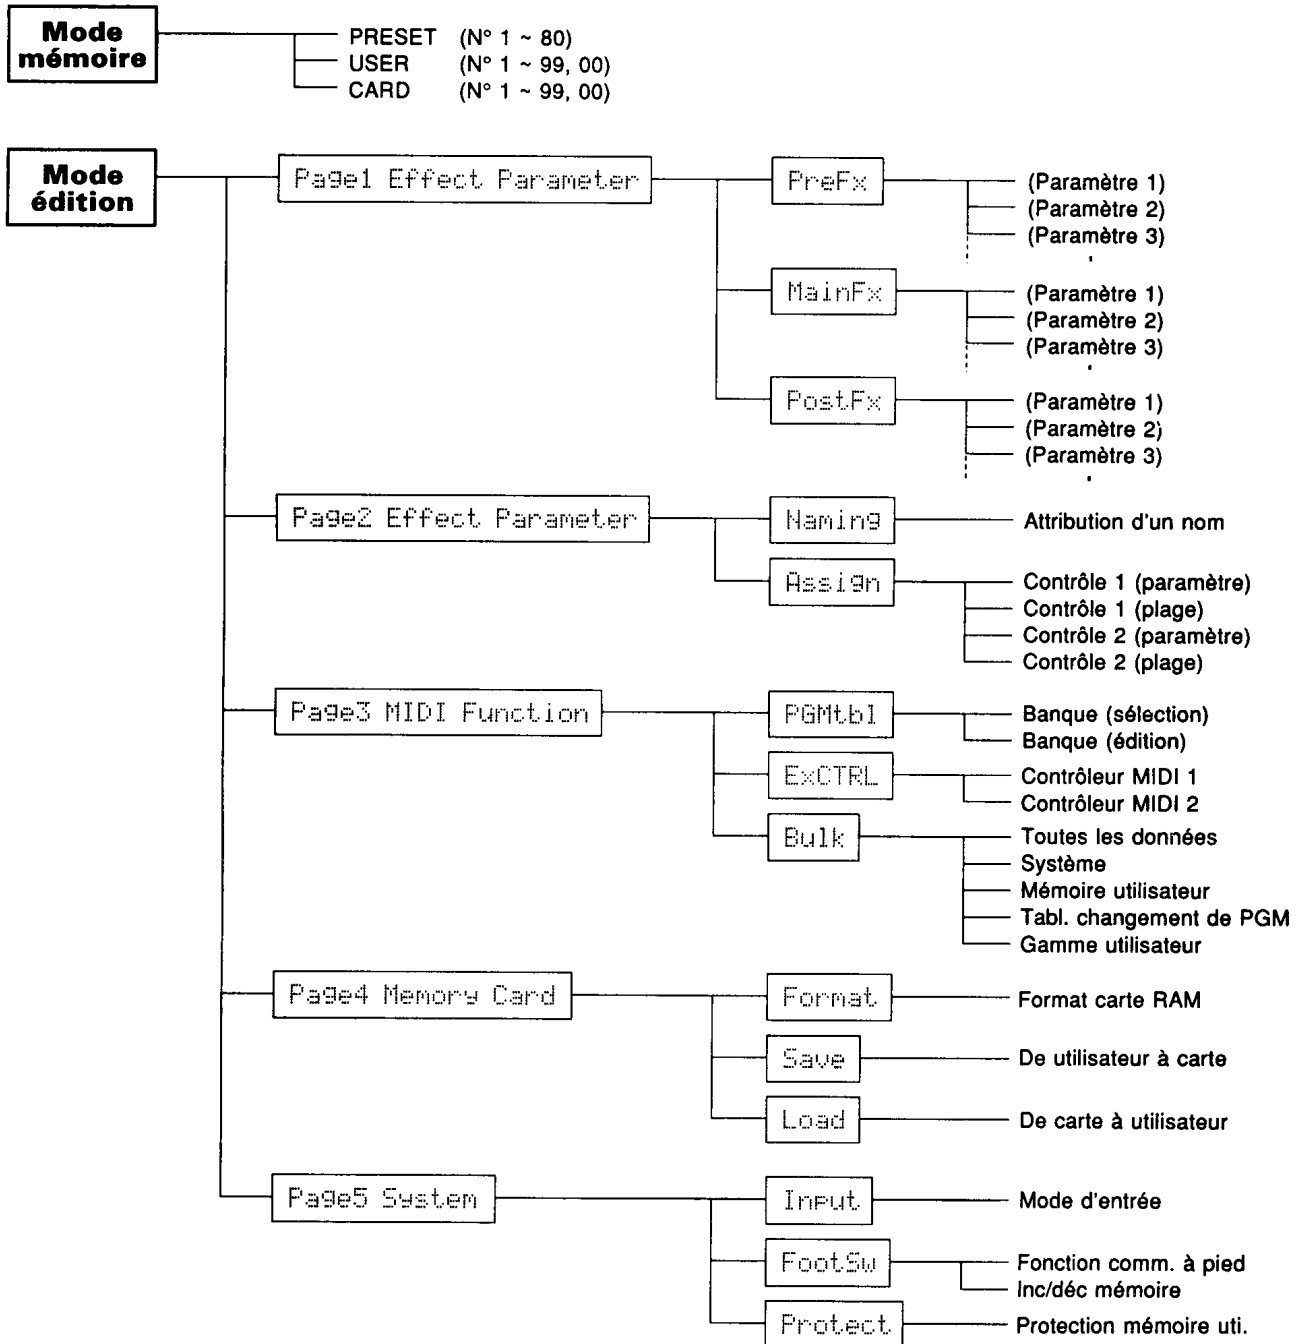 Mode
mémoire
PRESET (N° 1 ~ 80)
USER (N° 1 ~ 99, 00)
CARD (N° 1 ~ 99, 00)
Mode
édition
Page1 Effect Parameter
PreFx
(Paramètre 1)
(Paramètre 2)
(Paramètre 3)
MainFx
(Paramètre 1)
(Paramètre 2)
(Paramètre 3)
PostFx
(Paramètre 1)
(Paramètre 2)
(Paramètre 3)
Page2 Effect Parameter
Naming
Attribution d'un nom
Assign
Contrôle 1 (paramètre)
Contrôle 1 (plage)
Contrôle 2 (paramètre)
Contrôle 2 (plage)
Page3 MIDI Function
PGMtbl
Banque (sélection)
Banque (édition)
ExCTRL
Contrôleur MIDI 1
Contrôleur MIDI 2
Bulk
Toutes les données
Système
Mémoire utilisateur
Tabl. changement de PGM
Gamme utilisateur
Page4 Memory Card
Format
Format carte RAM
Save
De utilisateur à carte
Load
De carte à utilisateur
Page5 System
Input
Mode d'entrée
FootSw
Fonction comm. à pied
Inc/déc mémoire
Protect
Protection mémoire uti.